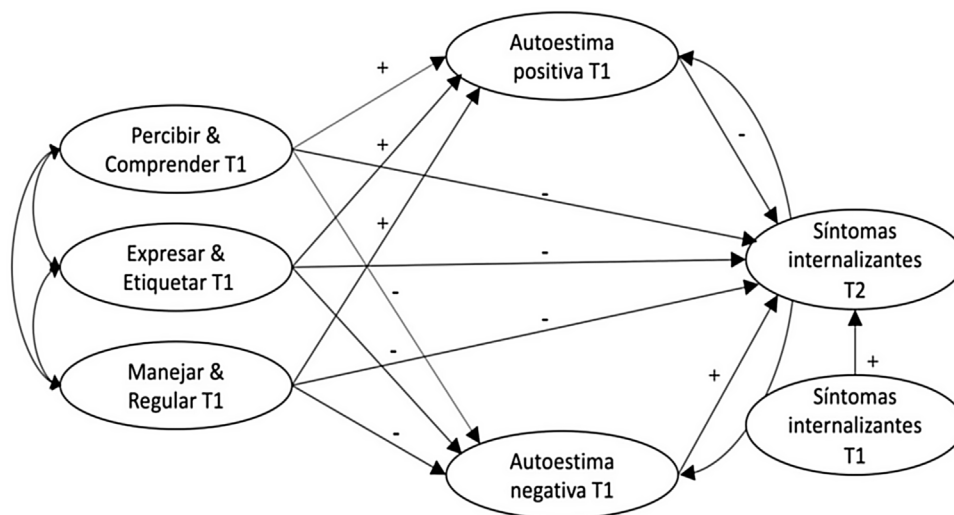 Autoestima
positiva T1
+
Percibir &
Comprender T1
+
-
+
-
Expresar &
Etiquetar T1
-
Síntomas
internalizantes
T2
-
-
-
Manejar &
Regular T1
+
+
-
Síntomas
internalizantes
T1
Autoestima
negativa T1